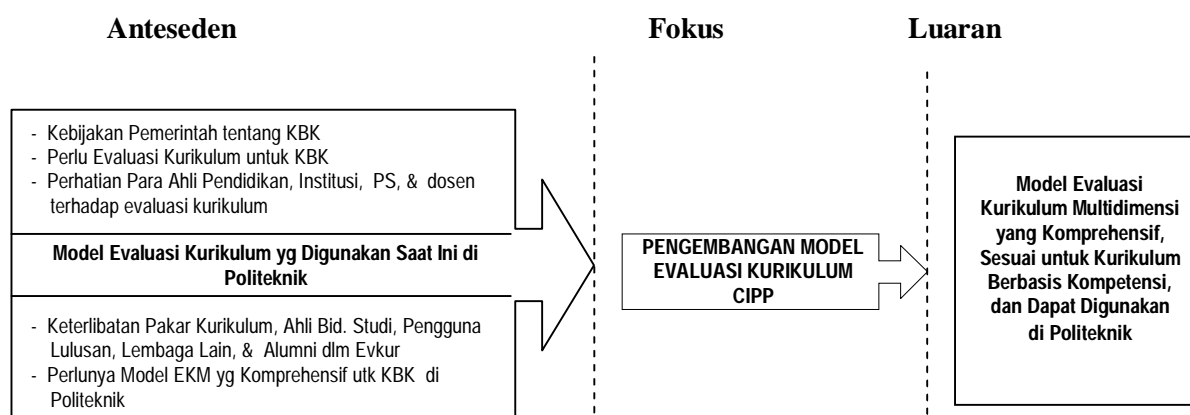 Anteseden
Fokus
Luaran
- Kebijakan Pemerintah tentang KBK
- Perlu Evaluasi Kurikulum untuk KBK
- Perhatian Para Ahli Pendidikan, Institusi, PS, & dosen
terhadap evaluasi kurikulum
Model Evaluasi Kurikulum yg Digunakan Saat Ini di
Politeknik
- Keterlibatan Pakar Kurikulum, Ahli Bid. Studi, Pengguna
Lulusan, Lembaga Lain, & Alumni dlm Evkur
- Perlunya Model EKM yg Komprehensif utk KBK di
Politeknik
PENGEMBANGAN MODEL
EVALUASI KURIKULUM
CIPP
Model Evaluasi
Kurikulum Multidimensi
yang Komprehensif,
Sesuai untuk Kurikulum
Berbasis Kompetensi,
dan Dapat Digunakan
di Politeknik